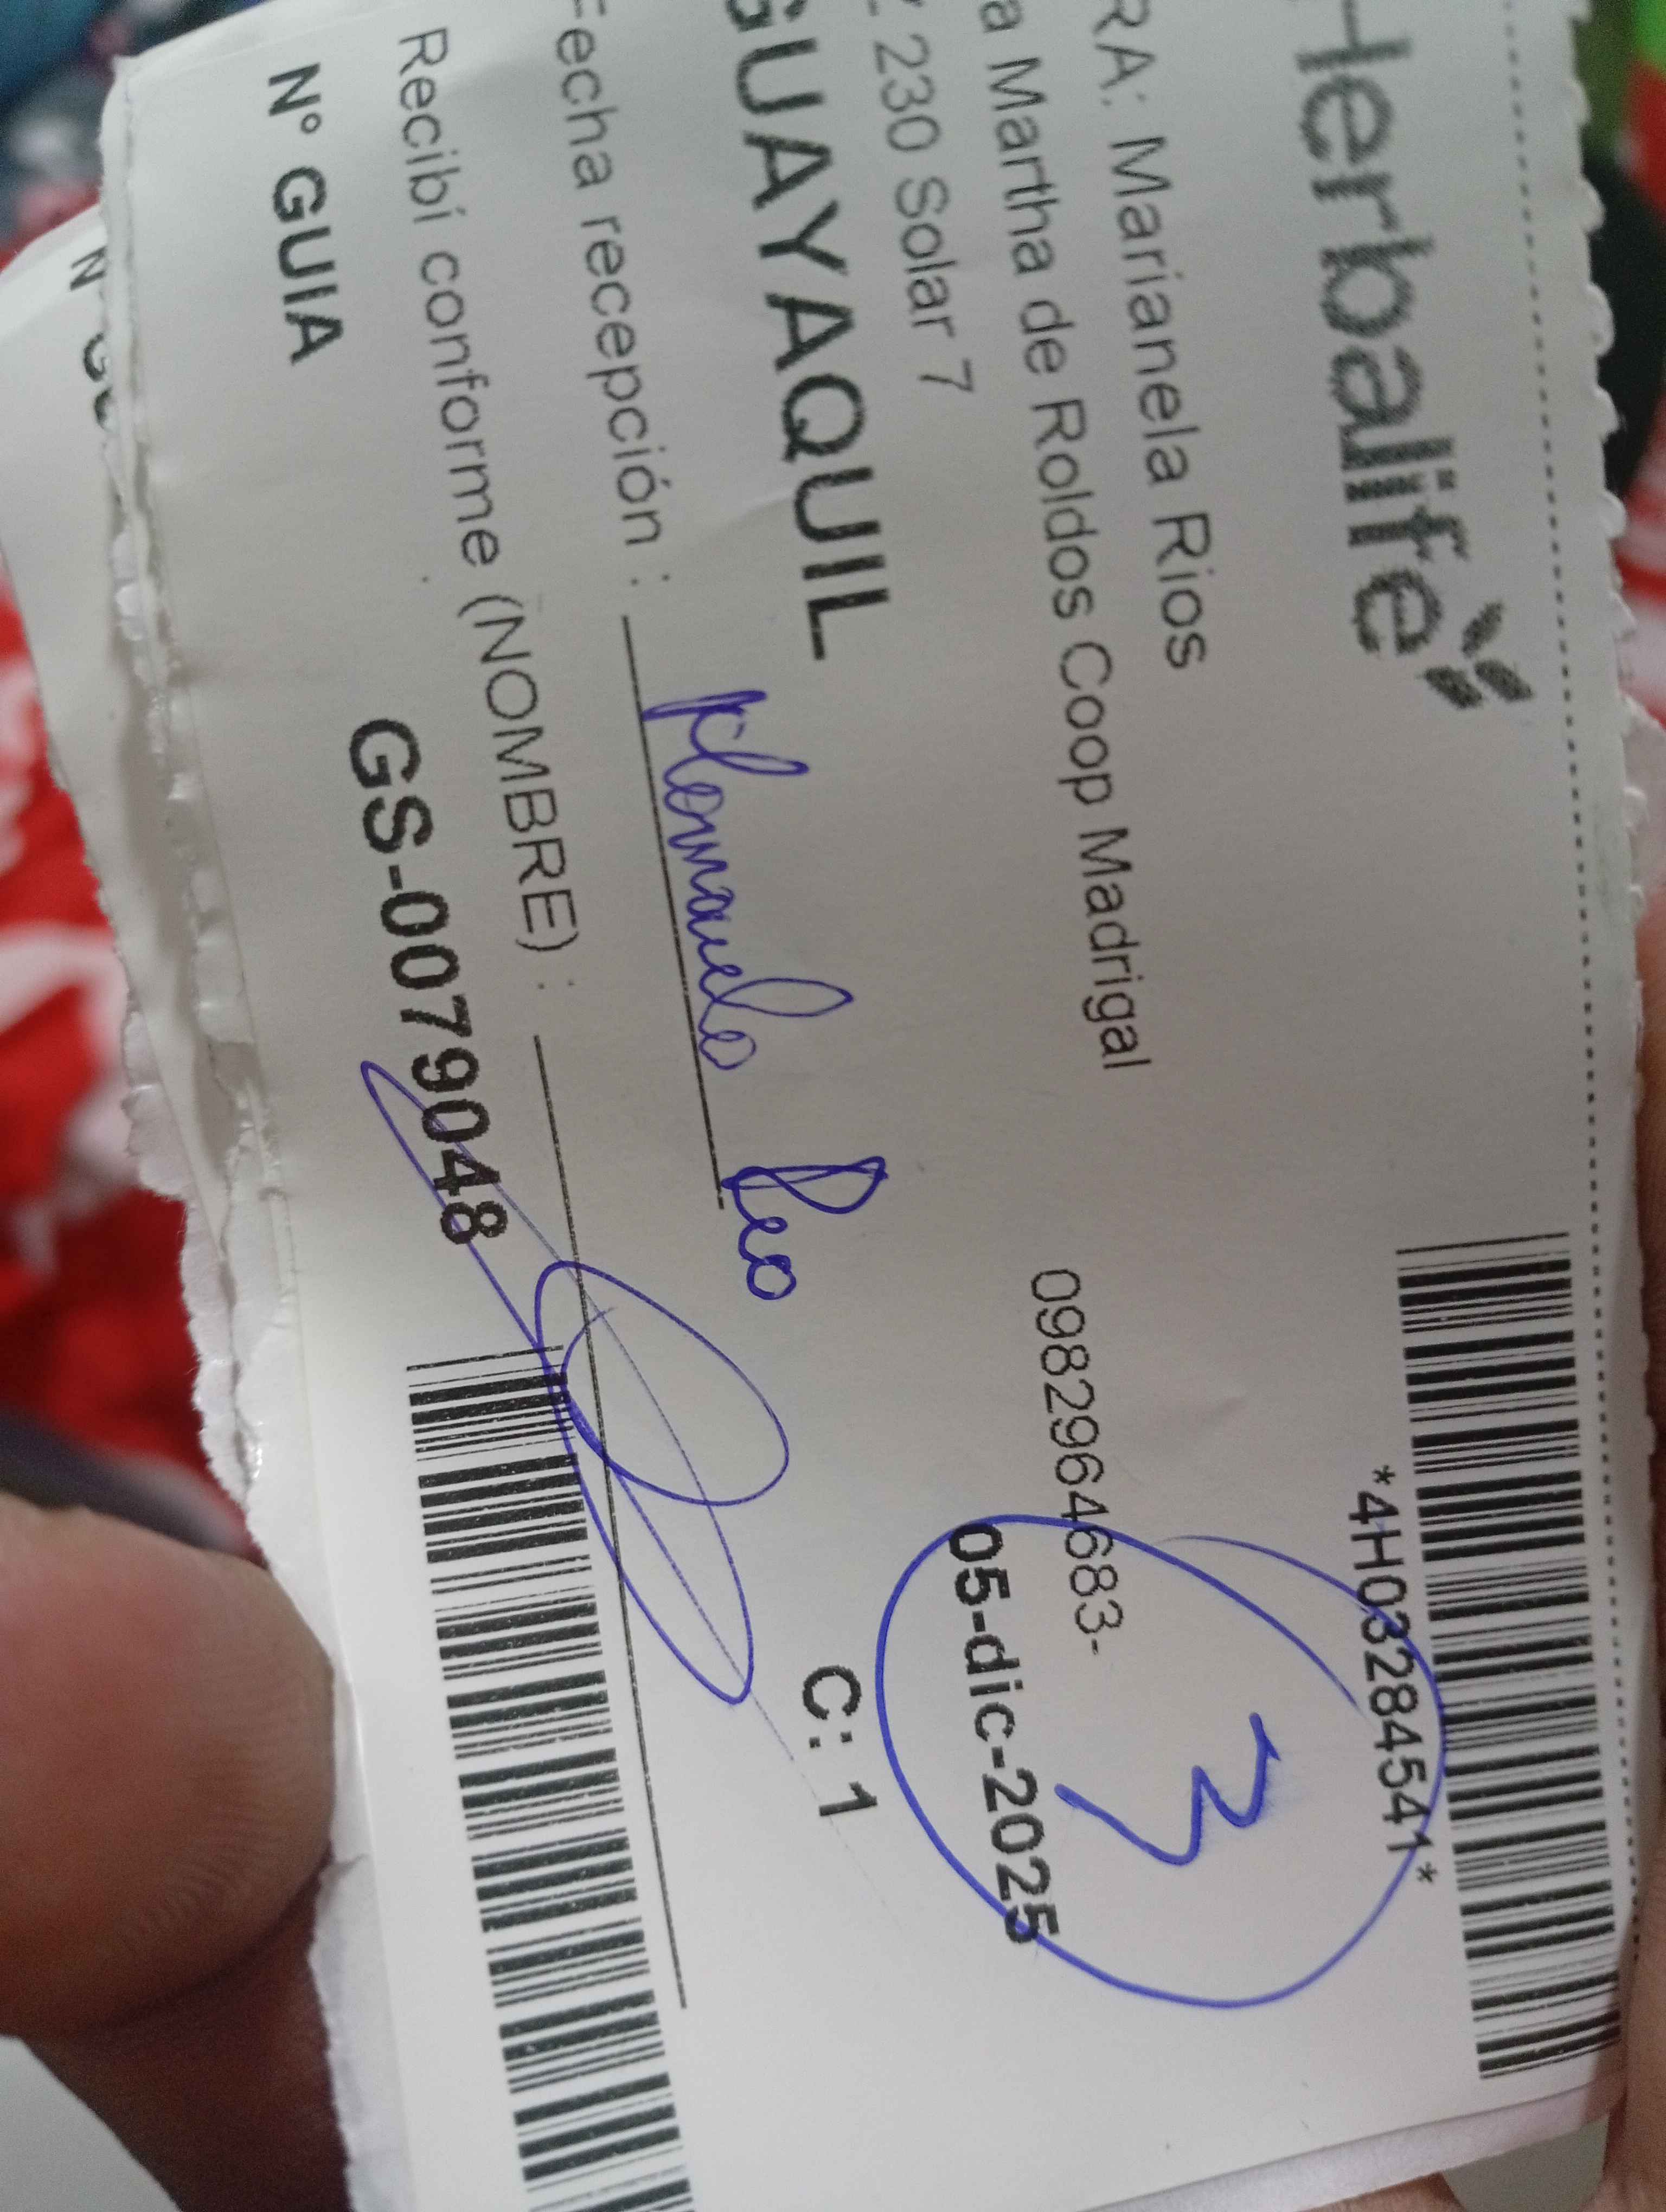 Herbalife
*4H03284541*
RA: Marianela Rios
a Martha de Roldos Coop Madrigal
0982964683-
230 Solar 7
05-dic-2025
3
GUAYAQUIL
C: 1
Fecha recepción :
Recibí conforme (NOMBRE) :
N° GUIA
GS-0079048